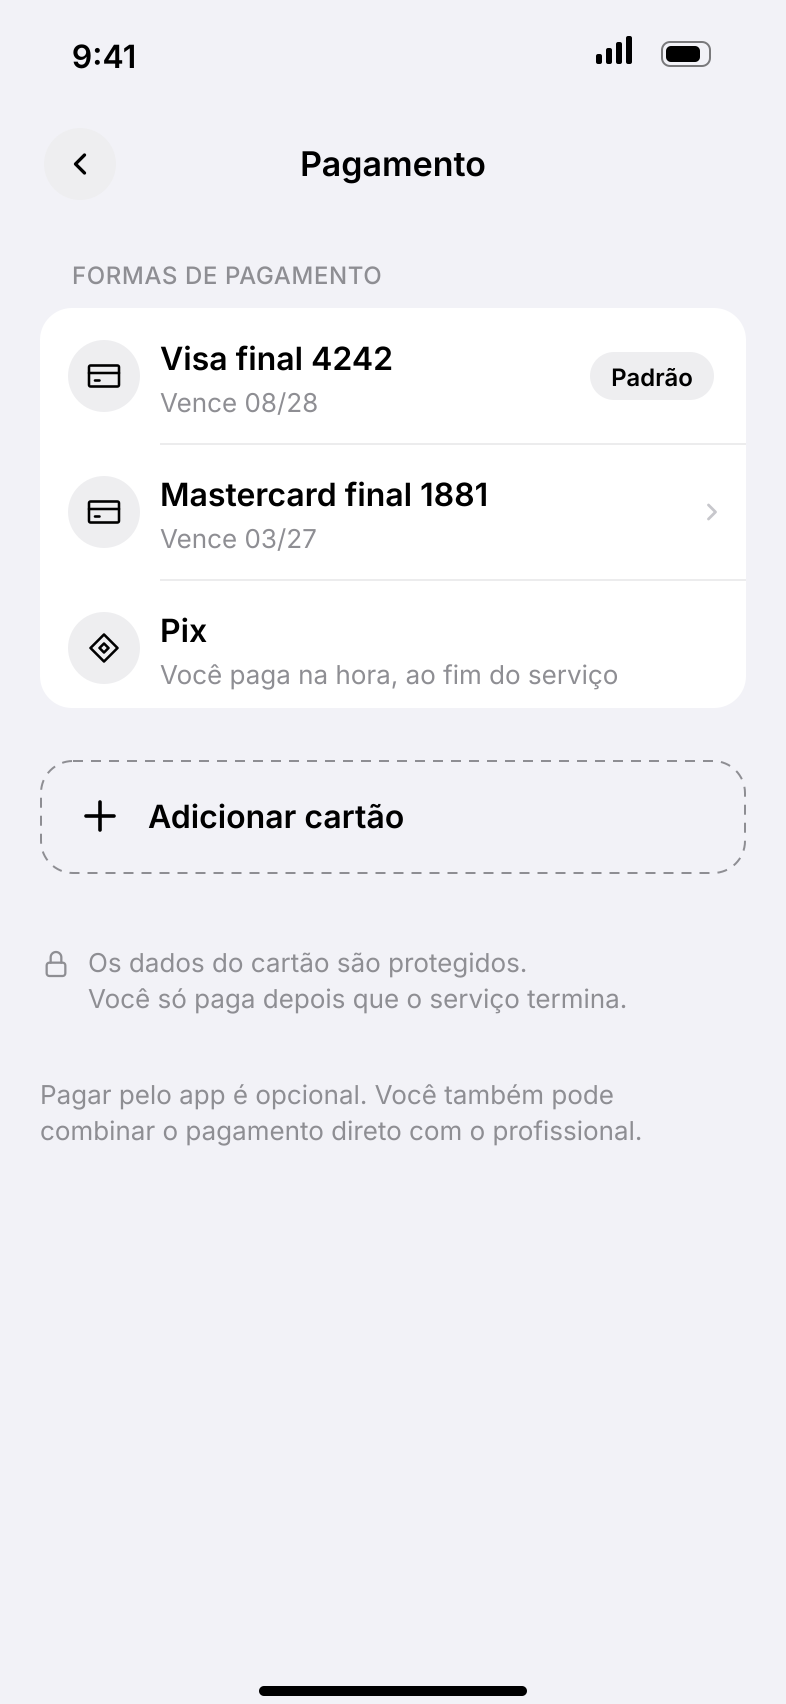 9:41
Pagamento
FORMAS DE PAGAMENTO
Visa final 4242
Vence 08/28
Padrão
Mastercard final 1881
Vence 03/27
Pix
Você paga na hora, ao fim do serviço
Adicionar cartão
Os dados do cartão são protegidos.
Você só paga depois que o serviço termina.
Pagar pelo app é opcional. Você também pode
combinar o pagamento direto com o profissional.